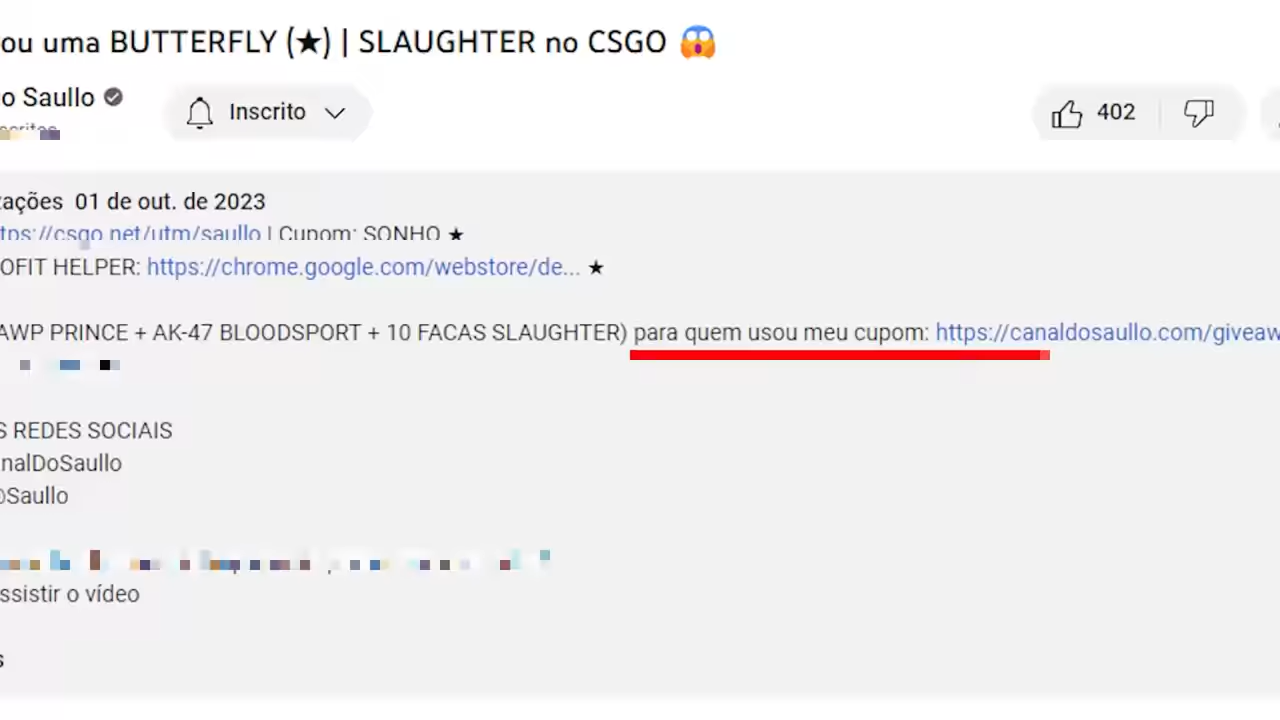 ou uma BUTTERFLY (★) | SLAUGHTER no CSGO 😱
o Saullo
Inscrito
402
scritos
ações 01 de out. de 2023
tps://csgo.net/utm/saullo | Cupom: SONHO ★
OFIT HELPER: https://chrome.google.com/webstore/de... ★
AWP PRINCE + AK-47 BLOODSPORT + 10 FACAS SLAUGHTER) para quem usou meu cupom: https://canaldosaullo.com/giveaw
S REDES SOCIAIS
nalDoSaullo
@Saullo
ssistir o vídeo
s